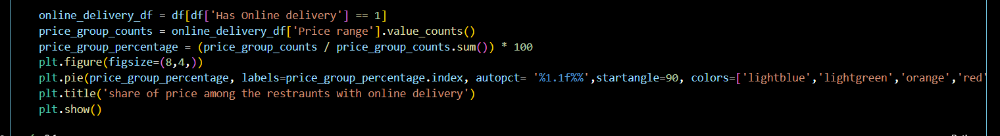 online_delivery_df = df[df['Has Online delivery'] == 1]
price_group_counts = online_delivery_df['Price range'].value_counts()
price_group_percentage = (price_group_counts / price_group_counts.sum()) * 100
plt.figure(figsize=(8,4,))
plt.pie(price_group_percentage, labels=price_group_percentage.index, autopct= '%1.1f%%',startangle=90, colors=['lightblue','lightgreen','orange','red'
plt.title('share of price among the restraunts with online delivery')
plt.show()